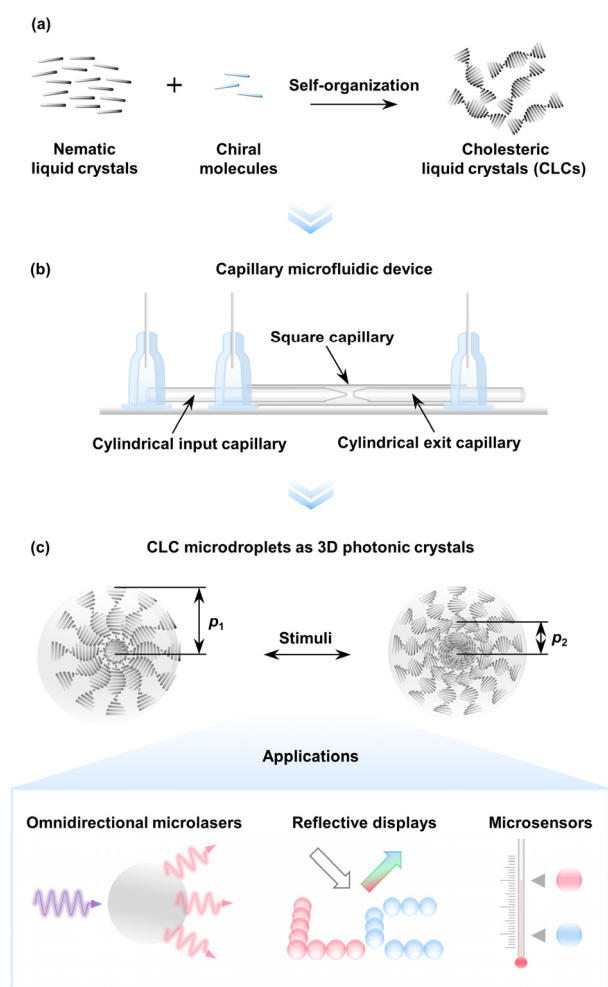 (a)
+
Self-organization
Nematic
liquid crystals
Chiral
molecules
Cholesteric
liquid crystals (CLCs)
(b)
Capillary microfluidic device
Square capillary
Cylindrical input capillary
Cylindrical exit capillary
(c)
CLC microdroplets as 3D photonic crystals
p₁
Stimuli
p₂
Applications
Omnidirectional microlasers
Reflective displays
Microsensors
LC